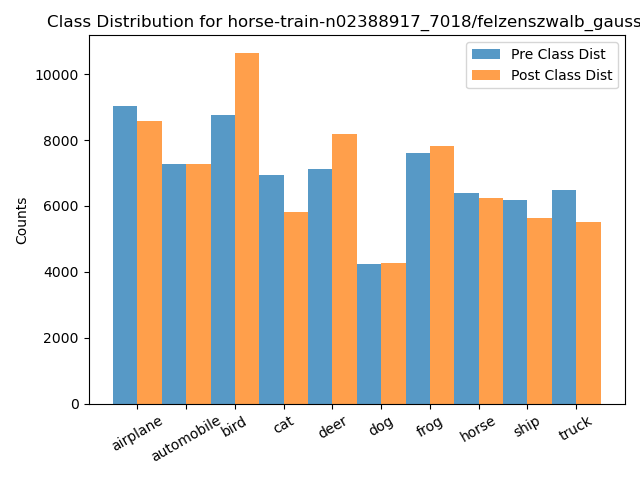 Class Distribution for horse-train-n02388917_7018/felzenszwalb_gauss
Pre Class Dist
Post Class Dist
Counts
10000
8000
6000
4000
2000
0
airplane
automobile
bird
cat
deer
dog
frog
horse
ship
truck